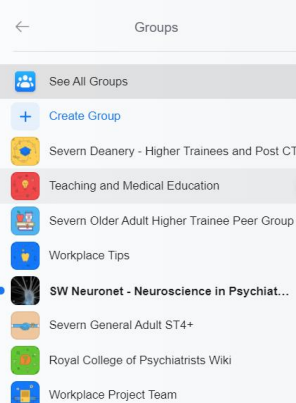 Groups
See All Groups
Create Group
Severn Deanery - Higher Trainees and Post CT
Teaching and Medical Education
Severn Older Adult Higher Trainee Peer Group
Workplace Tips
SW Neuronet - Neuroscience in Psychiat...
Severn General Adult ST4+
Royal College of Psychiatrists Wiki
Workplace Project Team